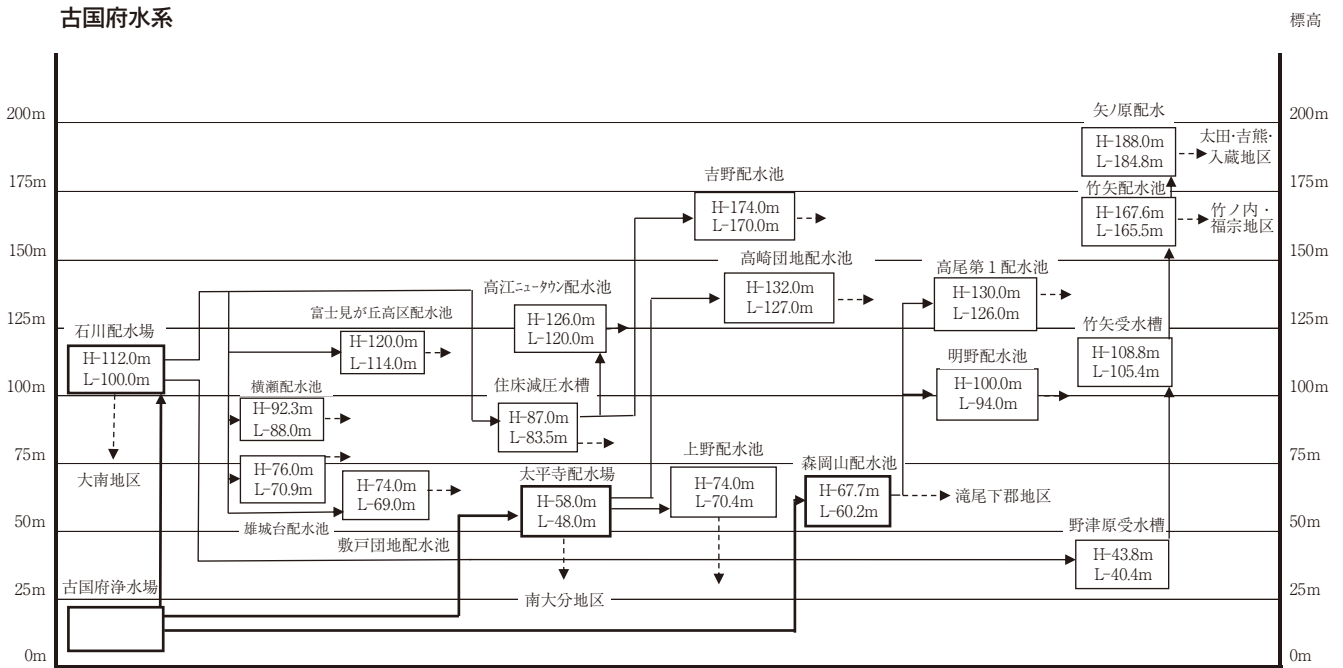 古国府水系
標高
200m
175m
150m
125m
100m
75m
50m
25m
0m
石川配水場
H-112.0m
L-100.0m
大南地区
古国府浄水場
富士見が丘高区配水池
H-120.0m
L-114.0m
横瀬配水池
H-92.3m
L-88.0m
H-76.0m
L-70.9m
雄城台配水池
H-74.0m
L-69.0m
敷戸団地配水池
高江ニュータウン配水池
H-126.0m
L-120.0m
住床減圧水槽
H-87.0m
L-83.5m
太平寺配水場
H-58.0m
L-48.0m
南大分地区
吉野配水池
H-174.0m
L-170.0m
高崎団地配水池
H-132.0m
L-127.0m
上野配水池
H-74.0m
L-70.4m
森岡山配水池
H-67.7m
L-60.2m
滝尾下郡地区
高尾第1配水池
H-130.0m
L-126.0m
明野配水池
H-100.0m
L-94.0m
矢ノ原配水
H-188.0m
L-184.8m
太田・吉熊・
入蔵地区
竹矢配水池
H-167.6m
L-165.5m
竹ノ内・
福宗地区
竹矢受水槽
H-108.8m
L-105.4m
野津原受水槽
H-43.8m
L-40.4m
200m
175m
150m
125m
100m
75m
50m
25m
0m